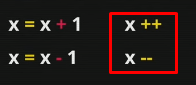 x = x + 1 x ++
x = x - 1 x --